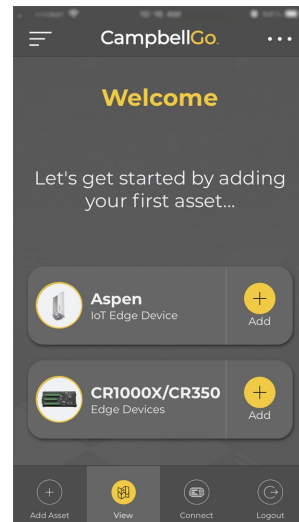 CampbellGo.
Welcome
Let's get started by adding
your first asset...
Aspen
IoT Edge Device
Add
CR1000X/CR350
Edge Devices
Add
Add Asset
View
Connect
Logout